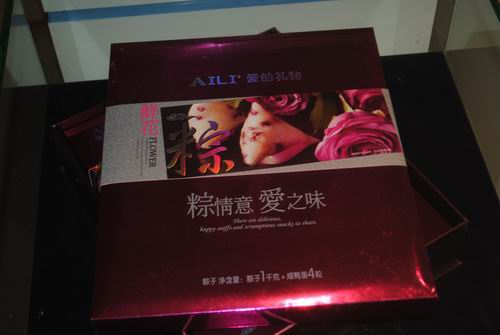 AILI® 爱的礼物
鲜花
FLOWER
粽
粽情意 愛之味
There are delicious,
happy sniffs and scrumptious snacks to share.
粽子 净含量：粽子1千克+咸鸭蛋4粒